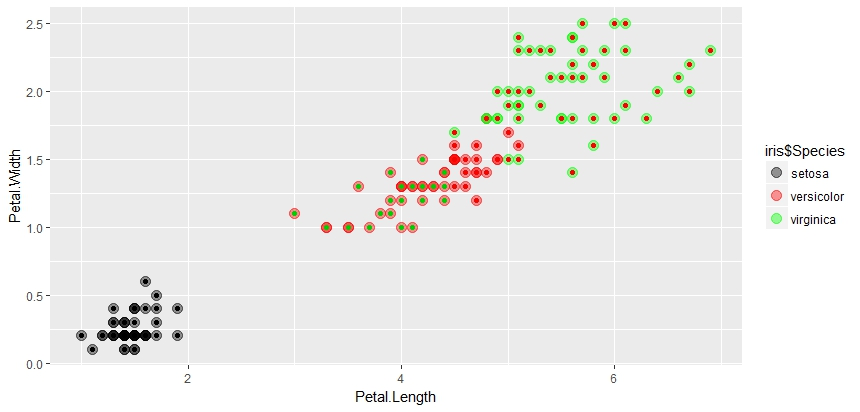 2.5
2.0
1.5
1.0
0.5
0.0
Petal.Width
2 4 6
Petal.Length
iris$Species
setosa
versicolor
virginica